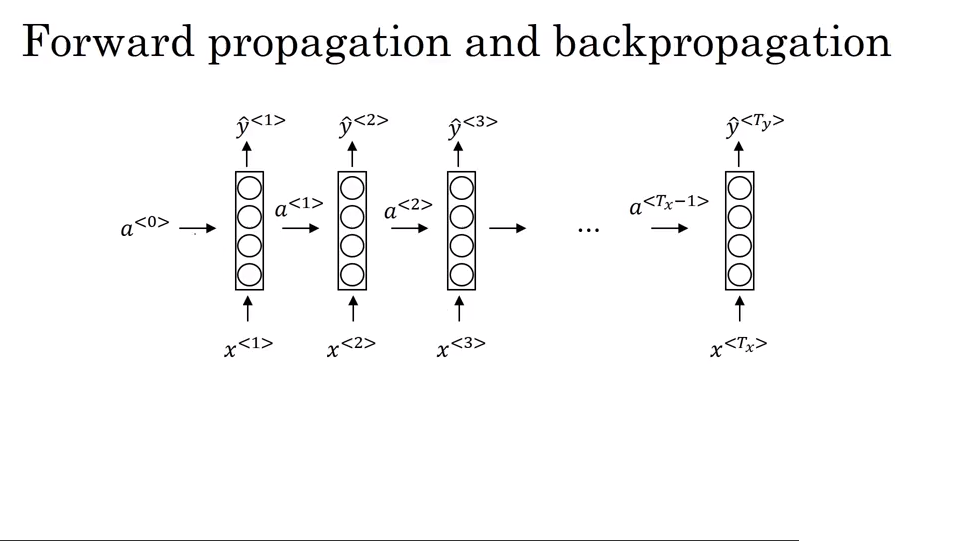 Forward propagation and backpropagation
ŷ<1> ŷ<2> ŷ<3> ŷ<Ty>
a<0> a<1> a<2> ... a<Tx−1>
x<1> x<2> x<3> x<Tx>